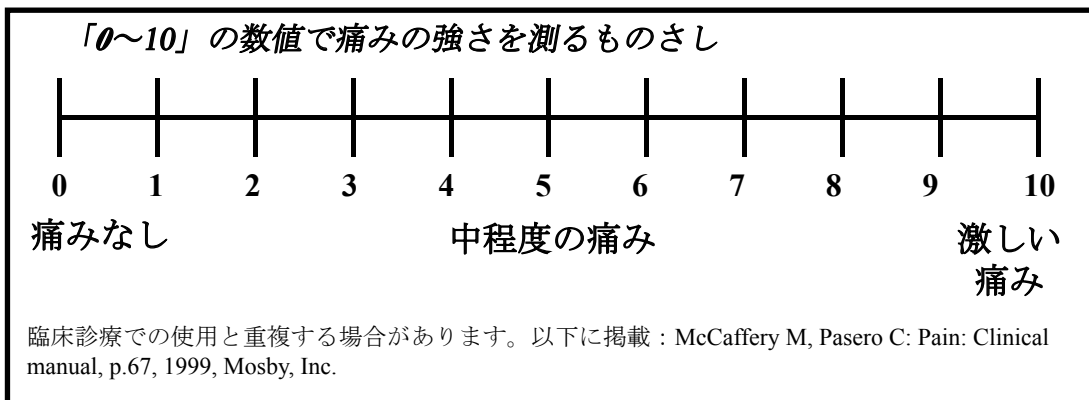 「0～10」の数値で痛みの強さを測るものさし
0 1 2 3 4 5 6 7 8 9 10
痛みなし 中程度の痛み 激しい
痛み
臨床診療での使用と重複する場合があります。以下に掲載：McCaffery M, Pasero C: Pain: Clinical
manual, p.67, 1999, Mosby, Inc.